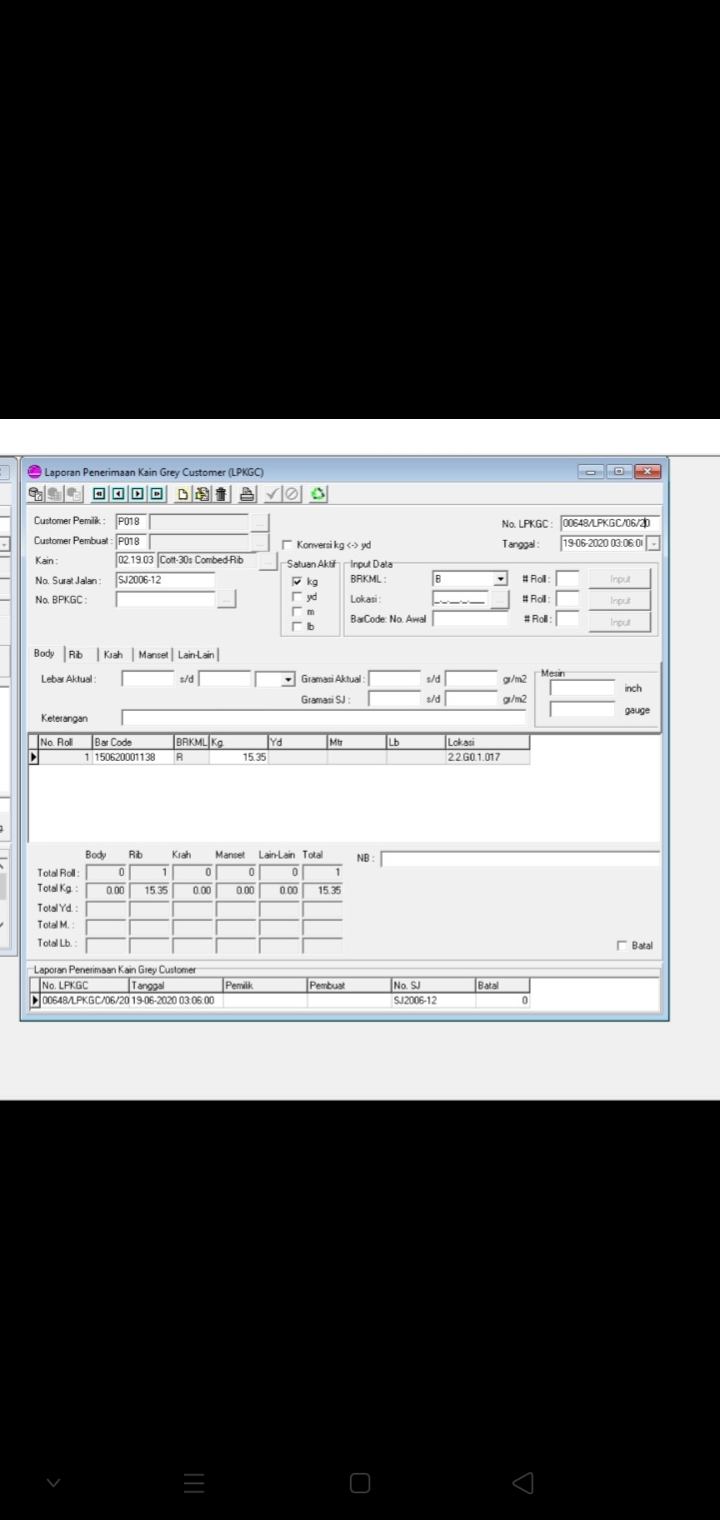 Laporan Penerimaan Kain Grey Customer (LPKGC)
Customer Pemilik : P018 ...
No. LPKGC : 00648/LPKGC/06/20
Customer Pembuat : P018 ...
Konversi kg <-> yd
Tanggal : 19-06-2020 03:06:0
Kain : 02.19.03 Cott-30s Combed-Rib ...
Satuan Aktif
kg
yd
m
lb
Input Data
BRKML : B # Roll : Input
Lokasi : _._.__._.___ ... # Roll : Input
BarCode: No. Awal # Roll : Input
No. Surat Jalan : SJ2006-12
No. BPKGC : ...
Body Rib Krah Manset Lain-Lain
Lebar Aktual : s/d Gramasi Aktual : s/d gr/m2
Gramasi SJ : s/d gr/m2
Mesin
inch
gauge
Keterangan
No. Roll Bar Code BRKML Kg. Yd Mtr Lb Lokasi
1 150620001138 R 15.35 2.2.G0.1.017
Body Rib Krah Manset Lain-Lain Total
NB :
Total Roll : 0 1 0 0 0 1
Total Kg. : 0.00 15.35 0.00 0.00 0.00 15.35
Total Yd. :
Total M. :
Total Lb. :
Batal
Laporan Penerimaan Kain Grey Customer
No. LPKGC Tanggal Pemilik Pembuat No. SJ Batal
00648/LPKGC/06/20 19-06-2020 03:06:00 SJ2006-12 0